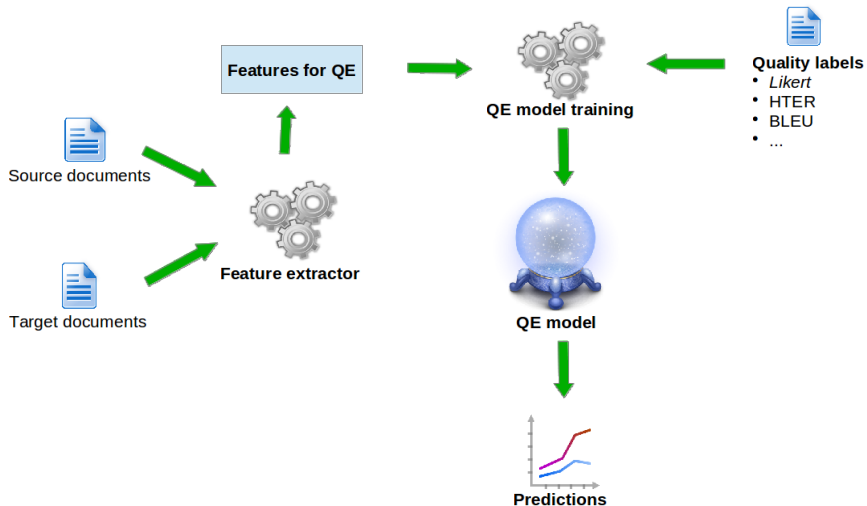 Features for QE
QE model training
Quality labels
• Likert
• HTER
• BLEU
• ...
Source documents
Feature extractor
Target documents
QE model
Predictions